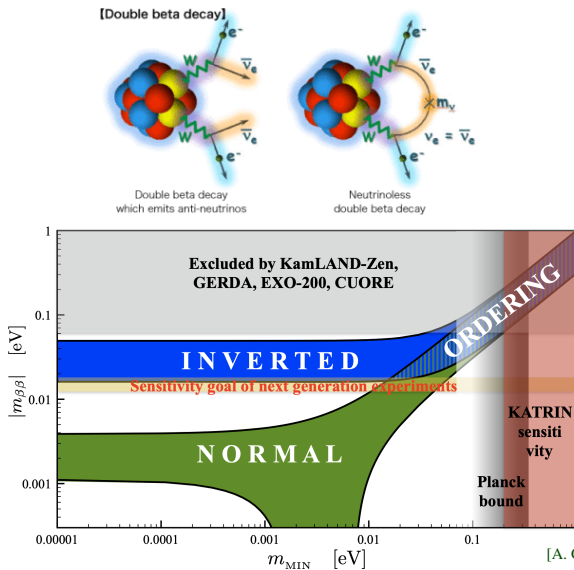 【Double beta decay】
e⁻
e⁻
W
ν̅ₑ
W
ν̅ₑ
mᵥ
ν̅ₑ
νₑ = ν̅ₑ
W
e⁻
W
e⁻
Double beta decay
which emits anti-neutrinos
Neutrinoless
double beta decay
1
Excluded by KamLAND-Zen,
GERDA, EXO-200, CUORE
ORDERING
0.1
|mββ| [eV]
INVERTED
Sensitivity goal of next generation experiments
0.01
KATRIN
sensiti
vity
NORMAL
Planck
bound
0.001
0.00001
0.0001
0.001
0.01
0.1
m_MIN [eV]
[A.